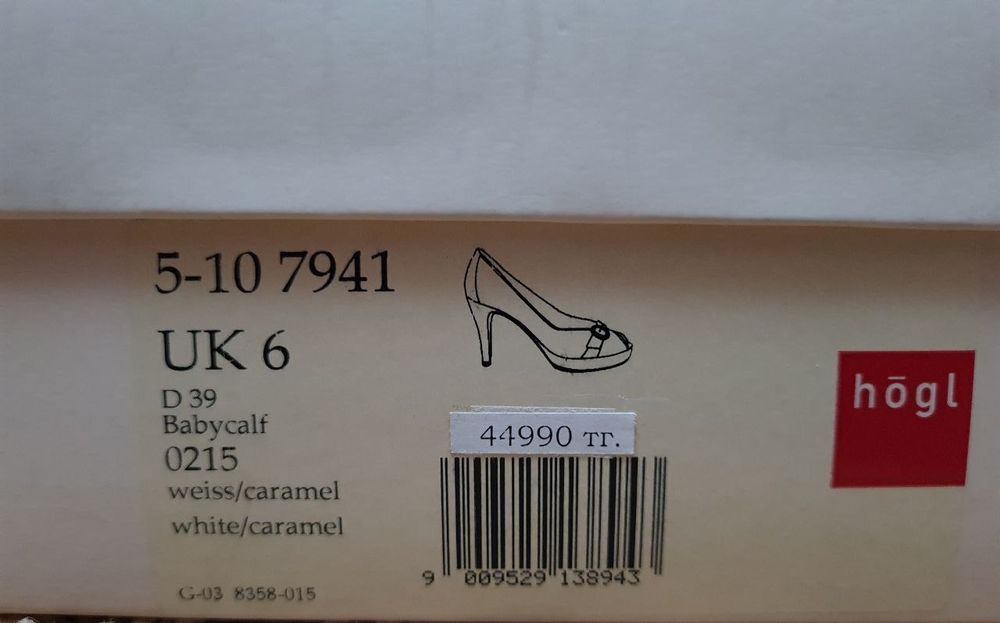 5-10 7941
UK 6
D 39
Babycalf
0215
weiss/caramel
white/caramel
G-03 8358-015
44990 тг.
9 009529 138943
hōgl